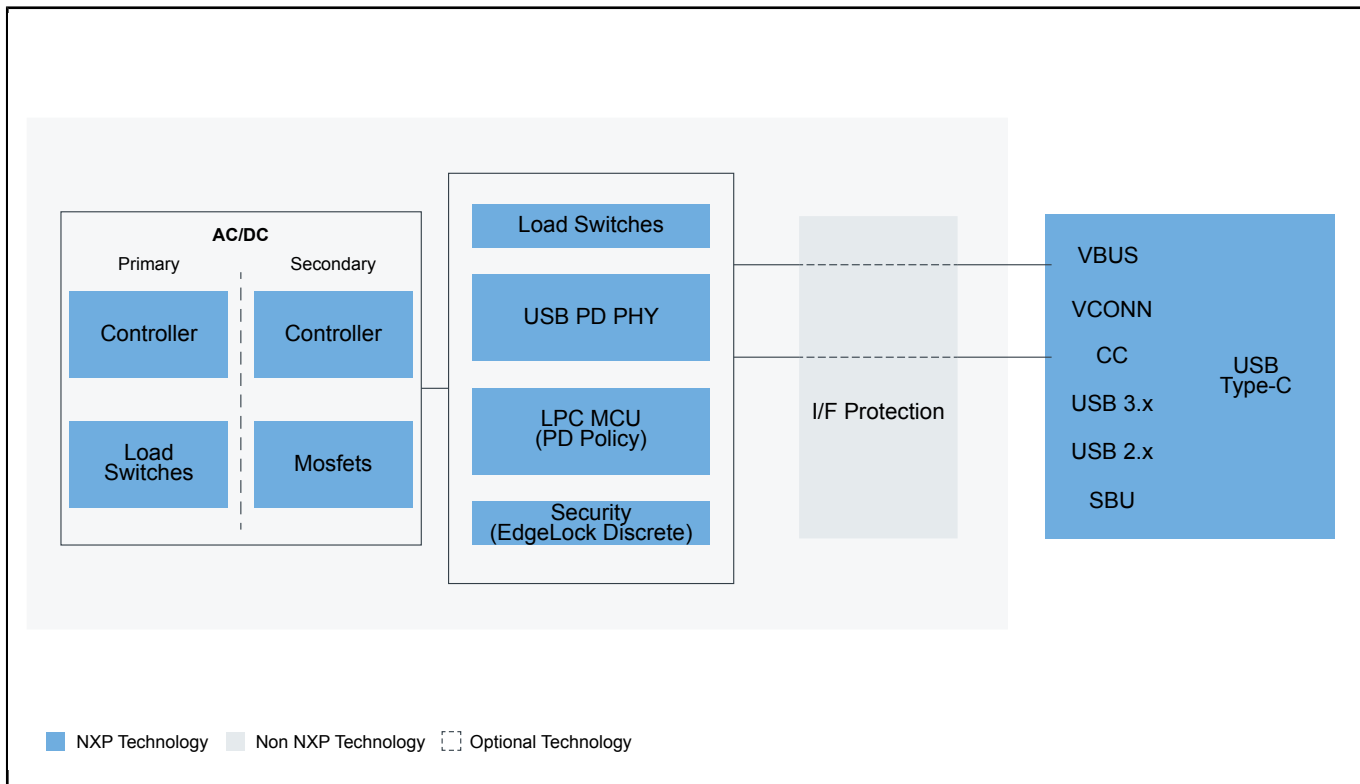 AC/DC
Primary
Secondary
Controller
Controller
Load
Switches
Mosfets
Load Switches
USB PD PHY
LPC MCU
(PD Policy)
Security
(EdgeLock Discrete)
I/F Protection
VBUS
VCONN
CC
USB 3.x
USB 2.x
SBU
USB
Type-C
NXP Technology
Non NXP Technology
Optional Technology